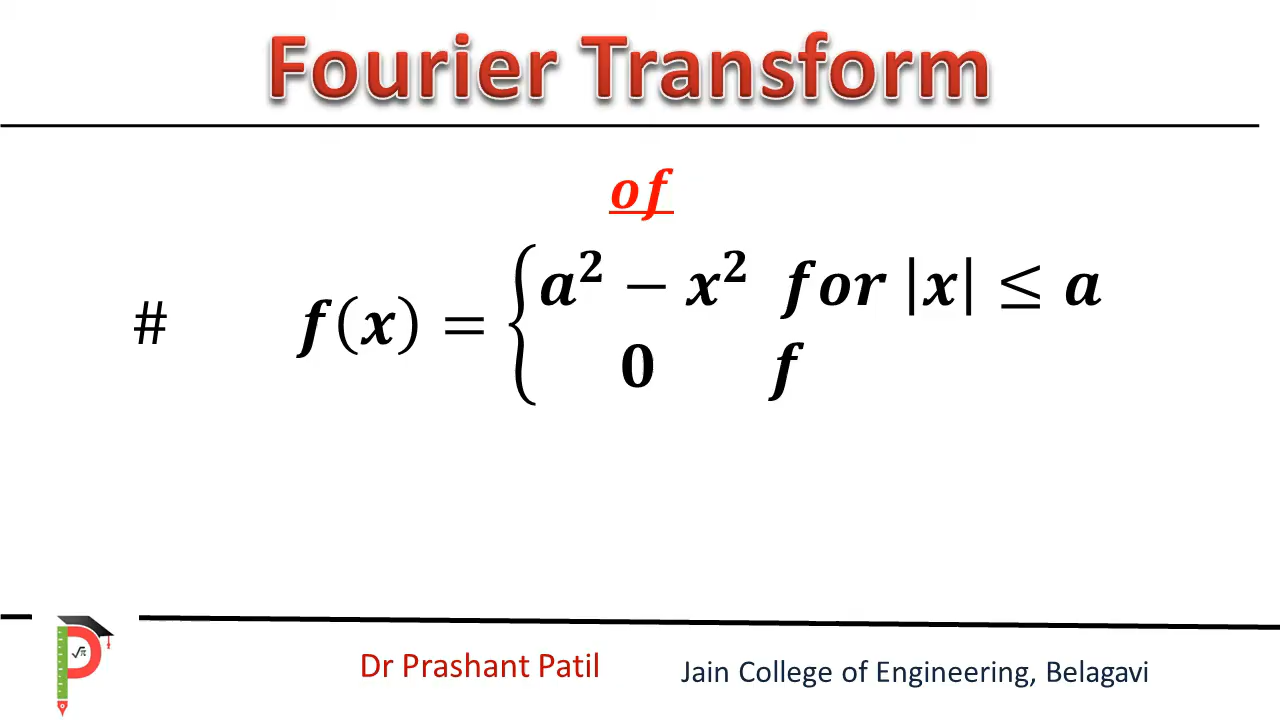 Fourier Transform
of
# f(x) = { a² − x² for |x| ≤ a
0 f
√π
Dr Prashant Patil Jain College of Engineering, Belagavi